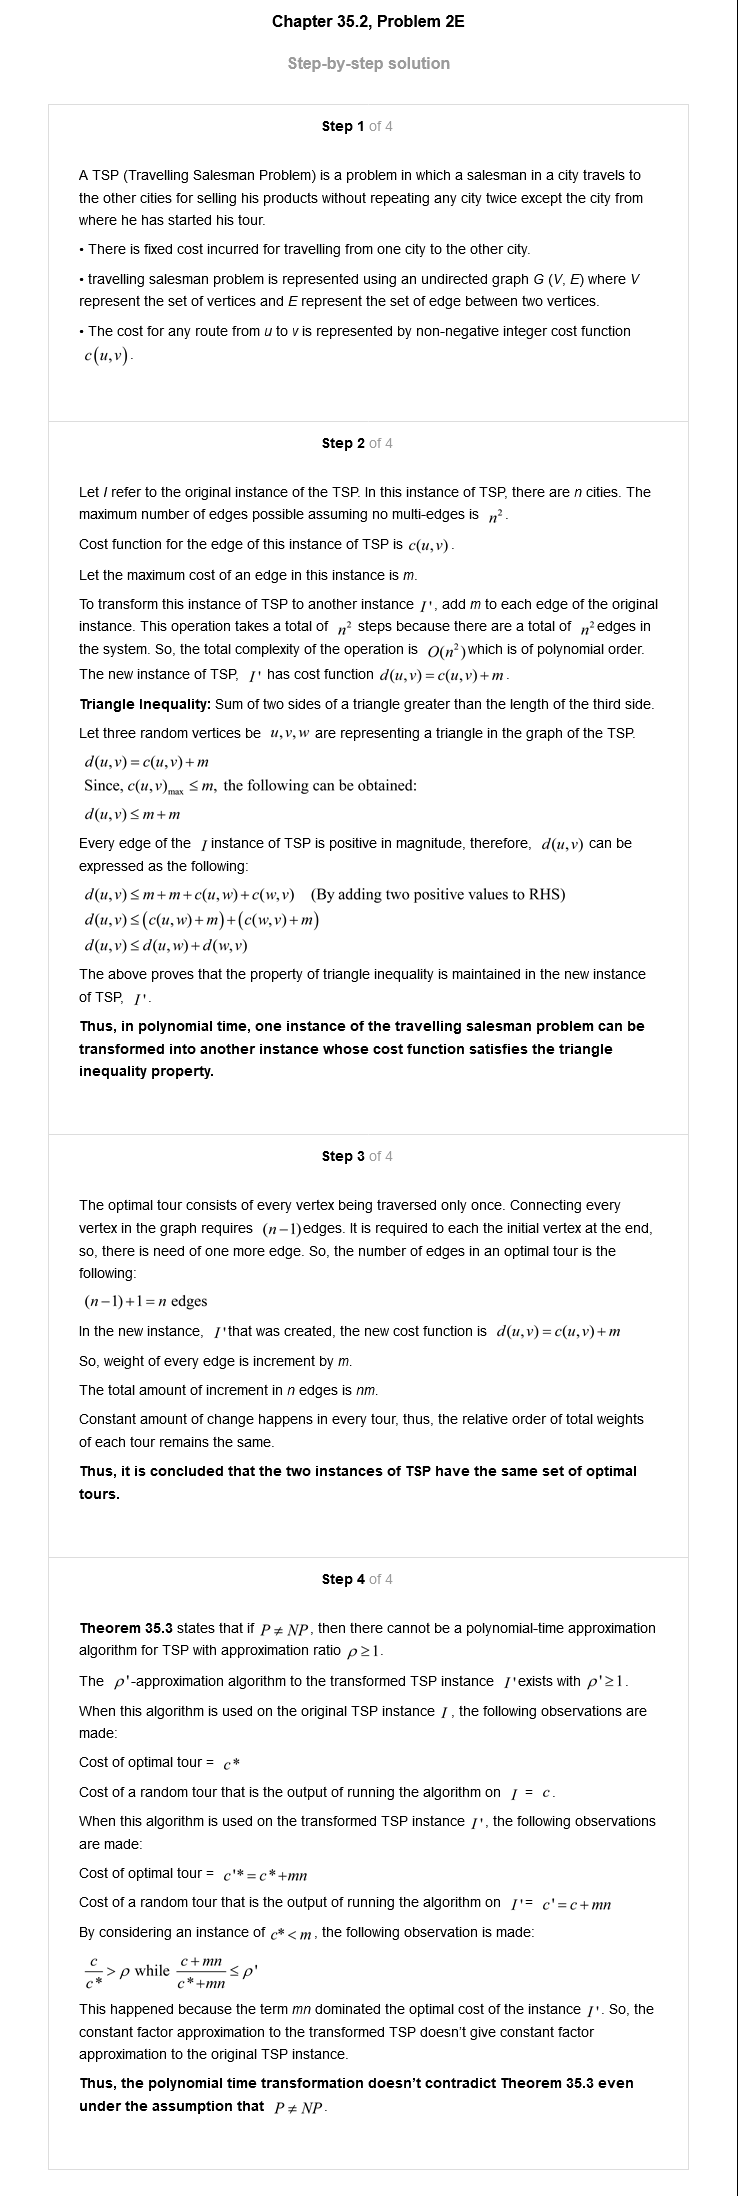 Chapter 35.2, Problem 2E
Step-by-step solution
Step 1 of 4
A TSP (Travelling Salesman Problem) is a problem in which a salesman in a city travels to
the other cities for selling his products without repeating any city twice except the city from
where he has started his tour.
• There is fixed cost incurred for travelling from one city to the other city.
• travelling salesman problem is represented using an undirected graph G (V, E) where V
represent the set of vertices and E represent the set of edge between two vertices.
• The cost for any route from u to v is represented by non-negative integer cost function
c(u,v).
Step 2 of 4
Let I refer to the original instance of the TSP. In this instance of TSP, there are n cities. The
maximum number of edges possible assuming no multi-edges is n².
Cost function for the edge of this instance of TSP is c(u,v).
Let the maximum cost of an edge in this instance is m.
To transform this instance of TSP to another instance I', add m to each edge of the original
instance. This operation takes a total of n² steps because there are a total of n² edges in
the system. So, the total complexity of the operation is O(n²) which is of polynomial order.
The new instance of TSP, I' has cost function d(u,v)=c(u,v)+m.
Triangle Inequality: Sum of two sides of a triangle greater than the length of the third side.
Let three random vertices be u,v,w are representing a triangle in the graph of the TSP.
d(u,v)=c(u,v)+m
Since, c(u,v)max ≤ m, the following can be obtained:
d(u,v)≤m+m
Every edge of the I instance of TSP is positive in magnitude, therefore, d(u,v) can be
expressed as the following:
d(u,v)≤m+m+c(u,w)+c(w,v) (By adding two positive values to RHS)
d(u,v)≤(c(u,w)+m)+(c(w,v)+m)
d(u,v)≤d(u,w)+d(w,v)
The above proves that the property of triangle inequality is maintained in the new instance
of TSP, I'.
Thus, in polynomial time, one instance of the travelling salesman problem can be
transformed into another instance whose cost function satisfies the triangle
inequality property.
Step 3 of 4
The optimal tour consists of every vertex being traversed only once. Connecting every
vertex in the graph requires (n−1) edges. It is required to each the initial vertex at the end,
so, there is need of one more edge. So, the number of edges in an optimal tour is the
following:
(n−1)+1=n edges
In the new instance, I' that was created, the new cost function is d(u,v)=c(u,v)+m
So, weight of every edge is increment by m.
The total amount of increment in n edges is nm.
Constant amount of change happens in every tour, thus, the relative order of total weights
of each tour remains the same.
Thus, it is concluded that the two instances of TSP have the same set of optimal
tours.
Step 4 of 4
Theorem 35.3 states that if P ≠ NP, then there cannot be a polynomial-time approximation
algorithm for TSP with approximation ratio ρ≥1.
The ρ'-approximation algorithm to the transformed TSP instance I' exists with ρ'≥1.
When this algorithm is used on the original TSP instance I, the following observations are
made:
Cost of optimal tour = c*
Cost of a random tour that is the output of running the algorithm on I = c.
When this algorithm is used on the transformed TSP instance I', the following observations
are made:
Cost of optimal tour = c'*=c*+mn
Cost of a random tour that is the output of running the algorithm on I'= c'=c+mn
By considering an instance of c*<m, the following observation is made:
c/c* > ρ while (c+mn)/(c*+mn) ≤ ρ'
This happened because the term mn dominated the optimal cost of the instance I'. So, the
constant factor approximation to the transformed TSP doesn't give constant factor
approximation to the original TSP instance.
Thus, the polynomial time transformation doesn't contradict Theorem 35.3 even
under the assumption that P ≠ NP.